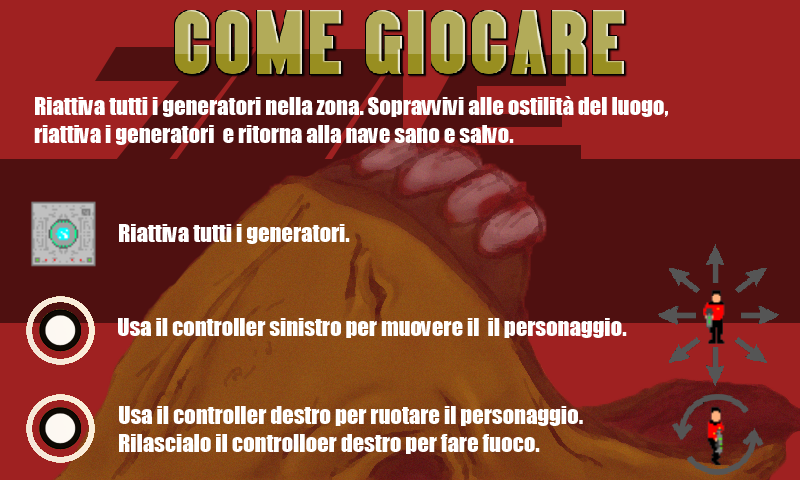 COME GIOCARE
Riattiva tutti i generatori nella zona. Sopravvivi alle ostilità del luogo,
riattiva i generatori  e ritorna alla nave sano e salvo.
Riattiva tutti i generatori.
Usa il controller sinistro per muovere il  il personaggio.
Usa il controller destro per ruotare il personaggio.
Rilascialo il controlloer destro per fare fuoco.